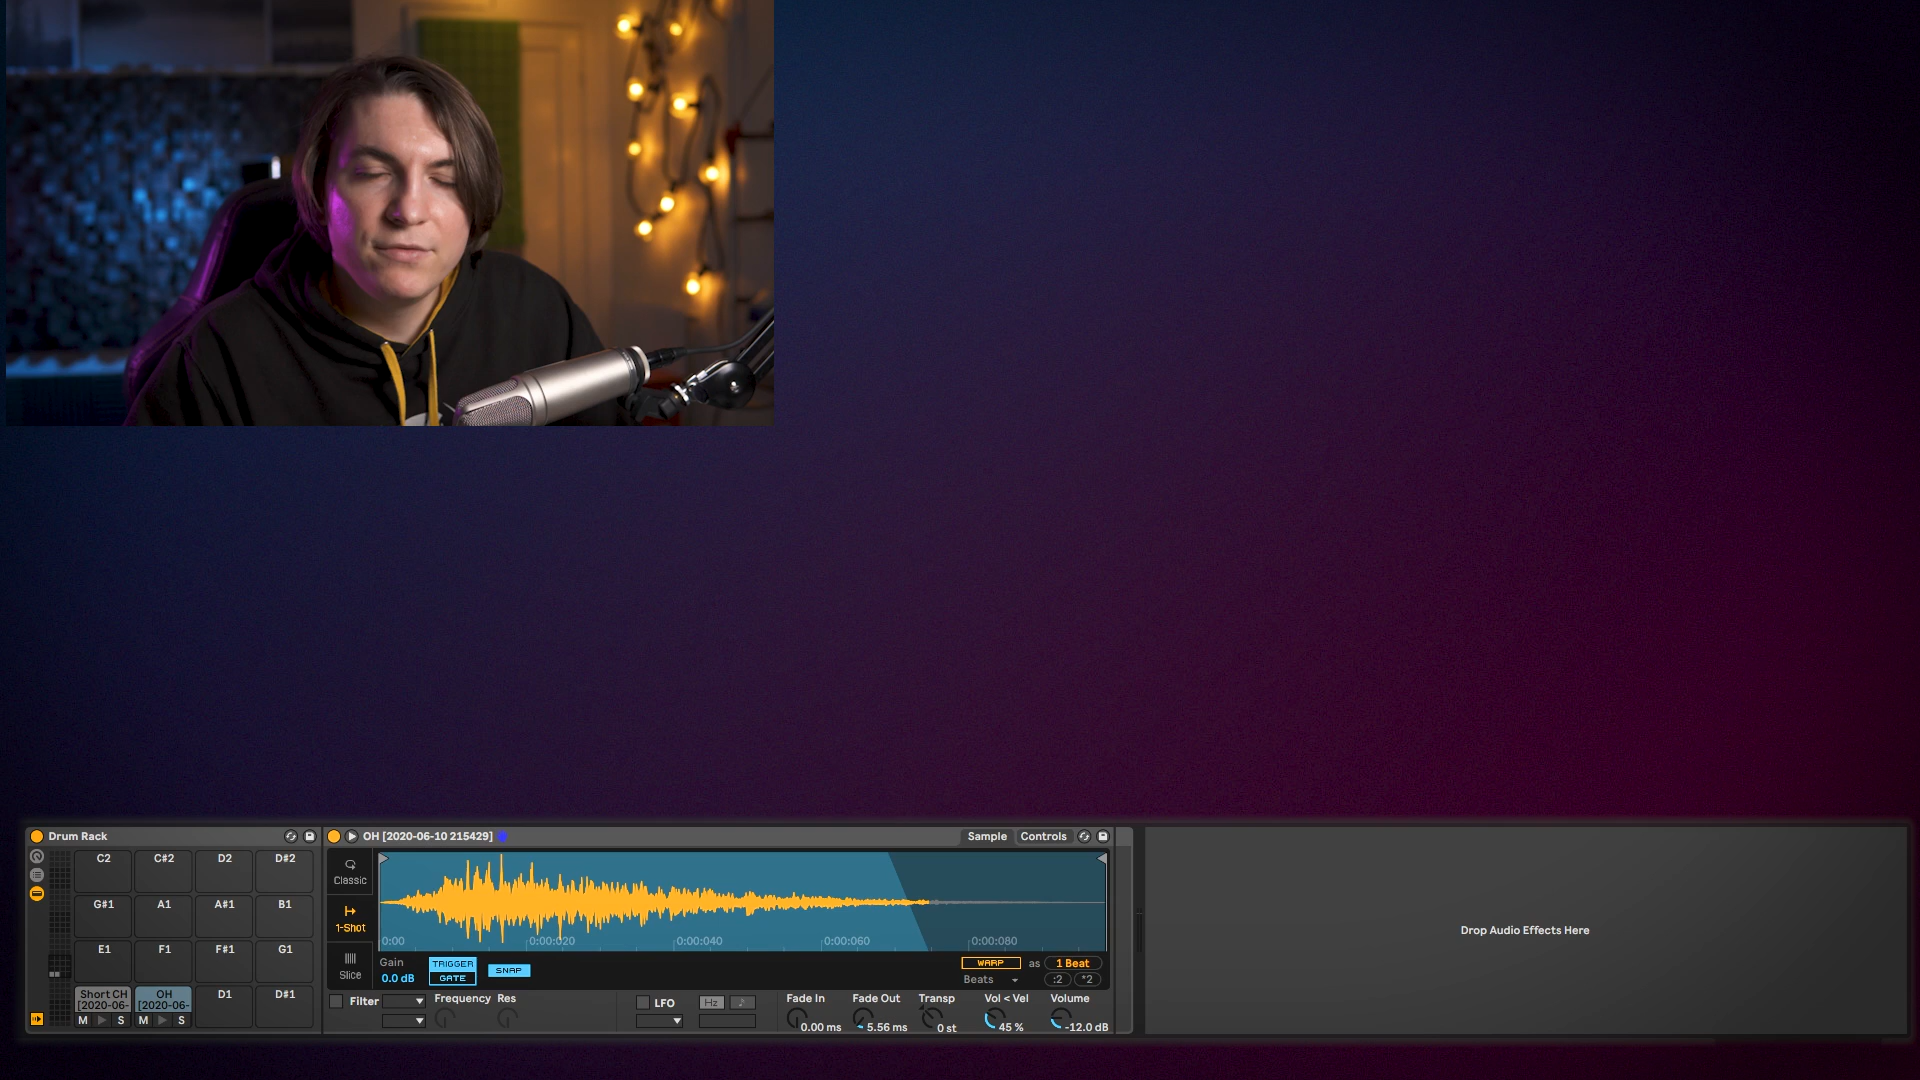 Drum Rack
C2 C#2 D2 D#2
G#1 A1 A#1 B1
E1 F1 F#1 G1
Short CH OH D1 D#1
[2020-06- [2020-06-
M S M S
OH [2020-06-10 215429] Sample Controls
Classic
1-Shot
Slice
0:00 0:00:020 0:00:040 0:00:060 0:00:080
Gain TRIGGER SNAP WARP as 1 Beat
0.0 dB GATE Beats :2 *2
Filter Frequency Res LFO Hz Fade In Fade Out Transp Vol < Vel Volume
0.00 ms 5.56 ms 0 st 45 % -12.0 dB
Drop Audio Effects Here